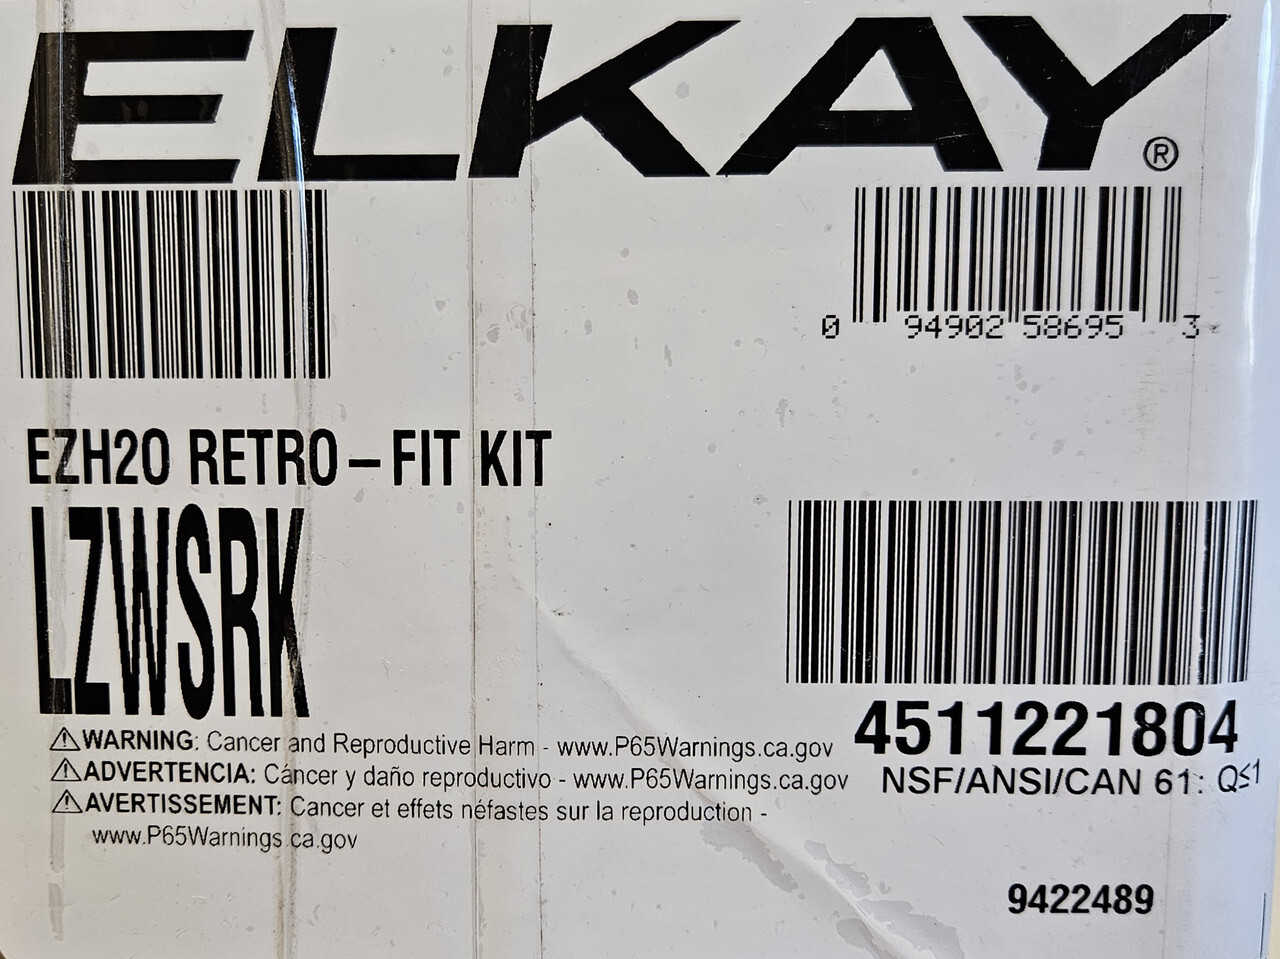 ELKAY®
0 94902 58695 3
EZH20 RETRO – FIT KIT
LZWSRK
4511221804
NSF/ANSI/CAN 61: Q≤1
⚠WARNING: Cancer and Reproductive Harm - www.P65Warnings.ca.gov
⚠ADVERTENCIA: Cáncer y daño reproductivo - www.P65Warnings.ca.gov
⚠AVERTISSEMENT: Cancer et effets néfastes sur la reproduction -
www.P65Warnings.ca.gov
9422489